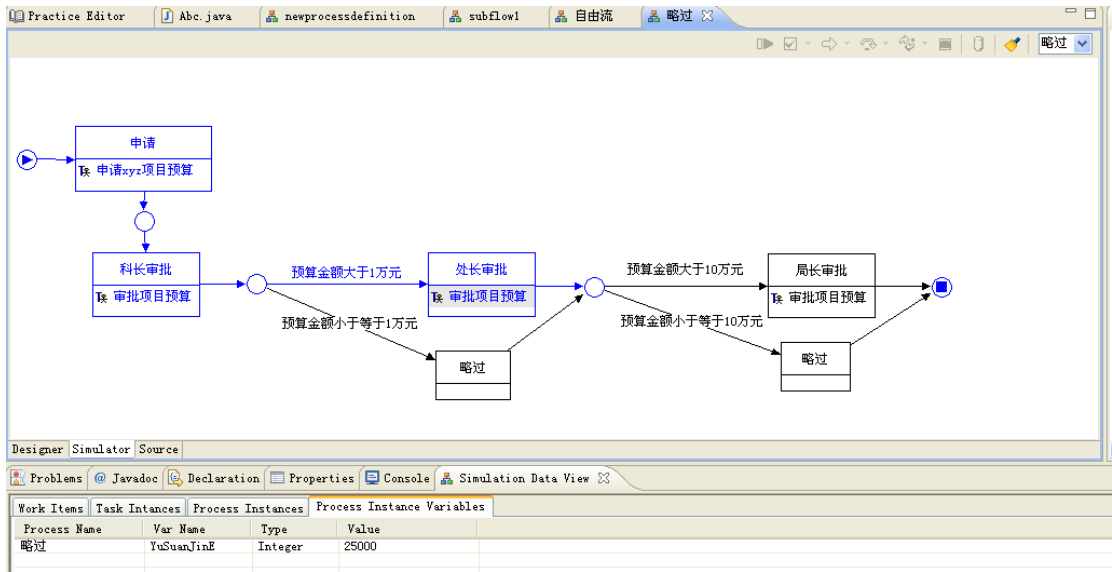 Practice Editor Abc.java newprocessdefinition subflow1 自由流 略过
略过
申请
申请xyz项目预算
科长审批
审批项目预算
预算金额大于1万元
处长审批
审批项目预算
预算金额大于10万元
局长审批
审批项目预算
预算金额小于等于1万元
预算金额小于等于10万元
略过
略过
Designer Simulator Source
Problems @ Javadoc Declaration Properties Console Simulation Data View
Work Items Task Intances Process Instances Process Instance Variables
Process Name Var Name Type Value
略过 YuSuanJinE Integer 25000